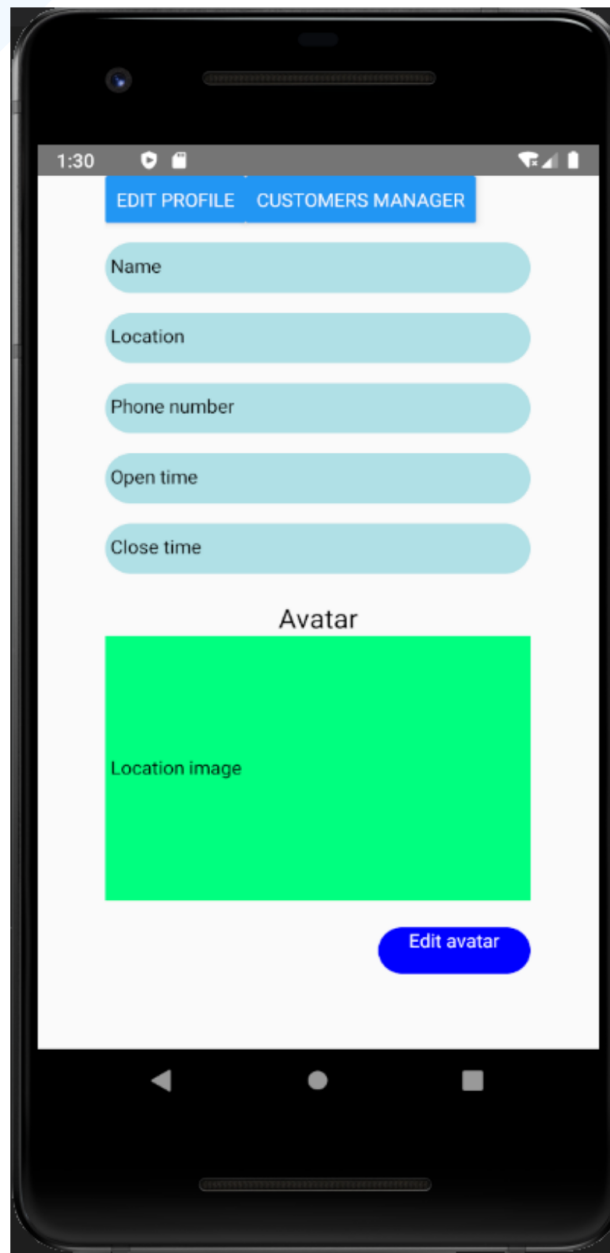 1:30
EDIT PROFILE CUSTOMERS MANAGER
Name
Location
Phone number
Open time
Close time
Avatar
Location image
Edit avatar